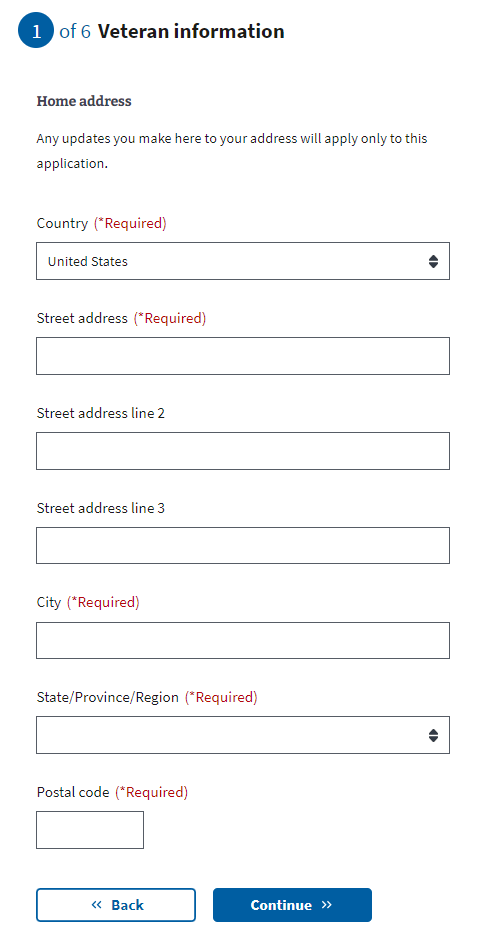 1 of 6 Veteran information
Home address
Any updates you make here to your address will apply only to this
application.
Country (*Required)
United States
Street address (*Required)
Street address line 2
Street address line 3
City (*Required)
State/Province/Region (*Required)
Postal code (*Required)
« Back
Continue »